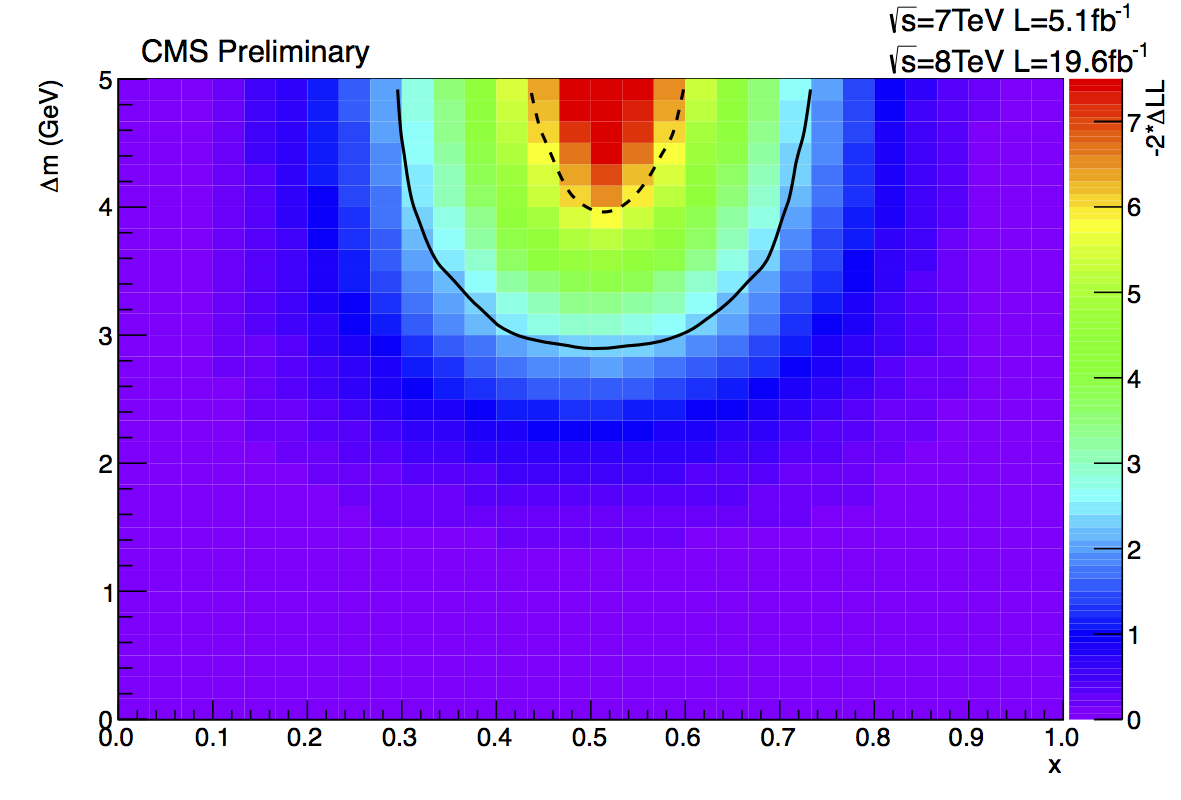 √s=7TeV L=5.1fb⁻¹
CMS Preliminary
√s=8TeV L=19.6fb⁻¹
Δm (GeV)
5
4
3
2
1
0
0.0 0.1 0.2 0.3 0.4 0.5 0.6 0.7 0.8 0.9 1.0
x
-2*ΔLL
7
6
5
4
3
2
1
0